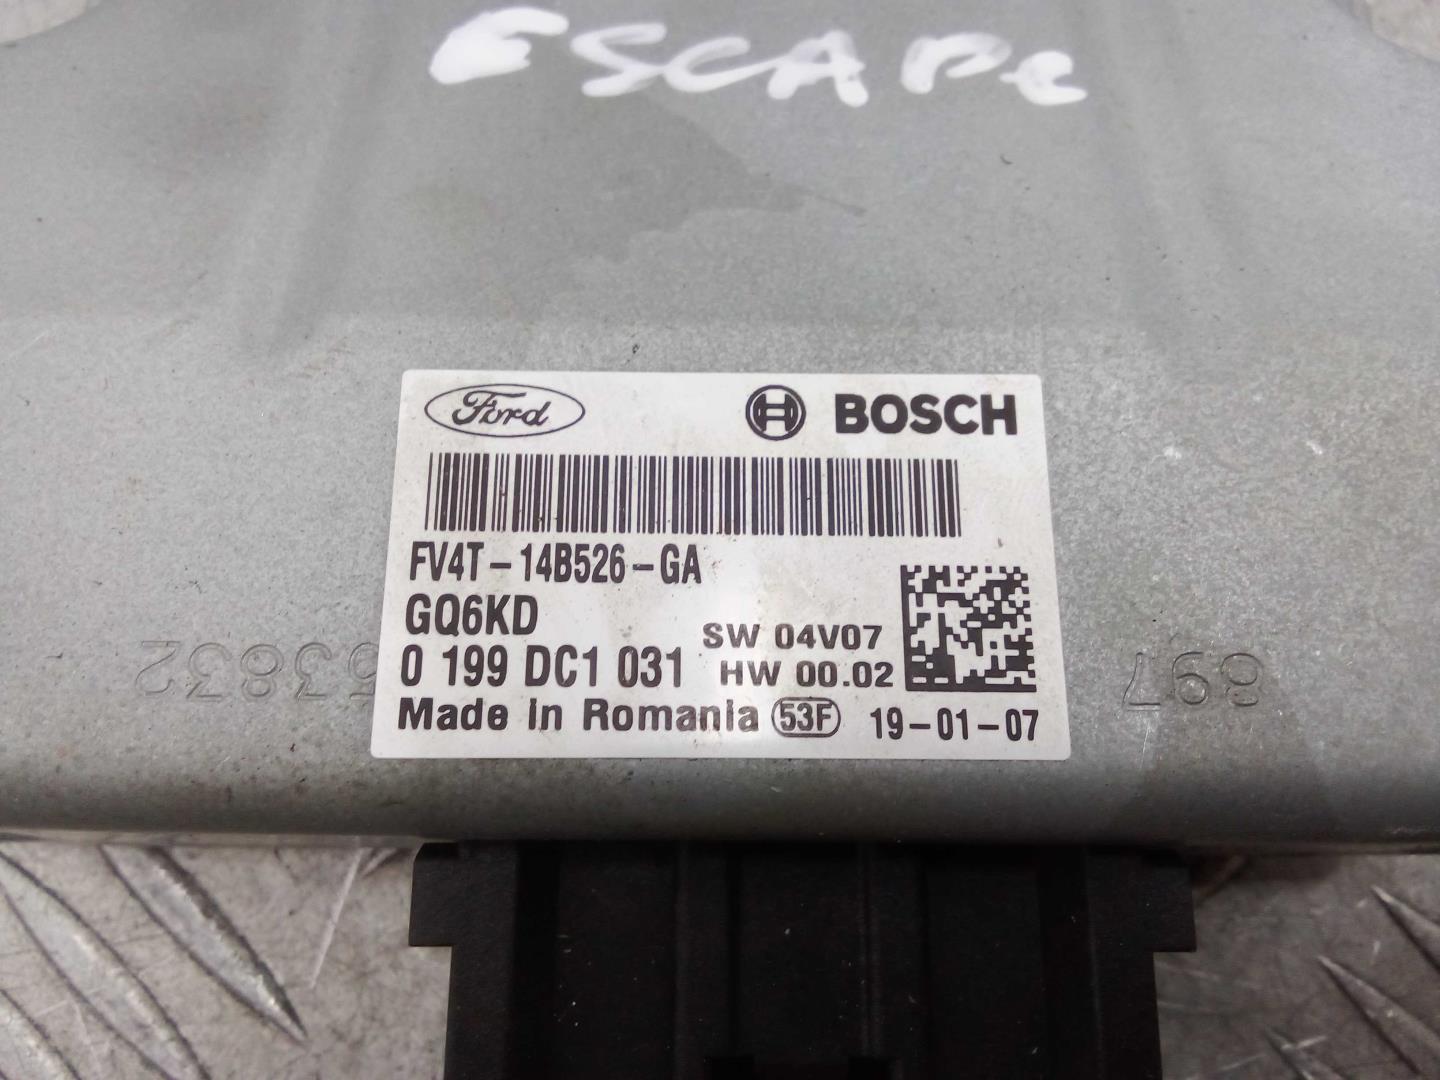 ESCAPe
Ford BOSCH
FV4T-14B526-GA
GQ6KD
SW 04V07
0 199 DC1 031
HW 00.02
Made in Romania 53F 19-01-07
53832
697